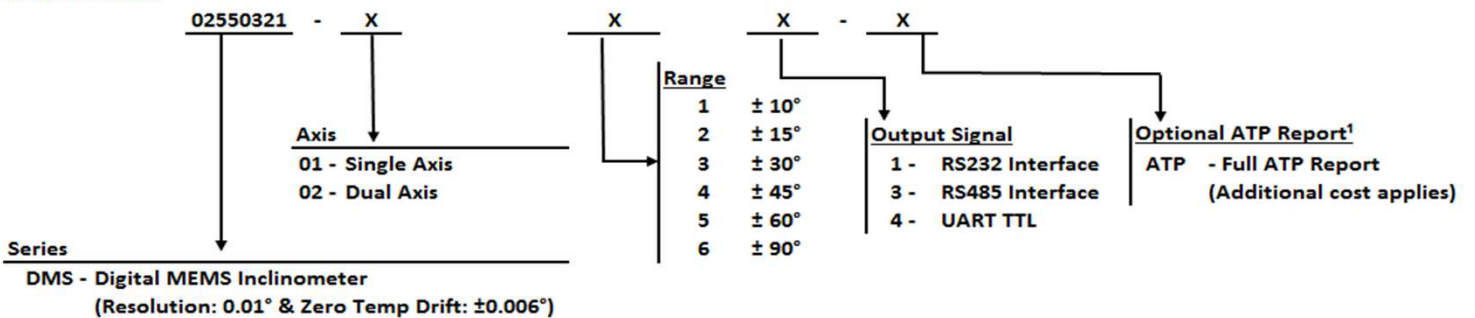 02550321 - X X X - X
Range
1 ± 10°
2 ± 15°
3 ± 30°
4 ± 45°
5 ± 60°
6 ± 90°
Axis
01 - Single Axis
02 - Dual Axis
Output Signal
1 - RS232 Interface
3 - RS485 Interface
4 - UART TTL
Optional ATP Report¹
ATP - Full ATP Report
(Additional cost applies)
Series
DMS - Digital MEMS Inclinometer
(Resolution: 0.01° & Zero Temp Drift: ±0.006°)